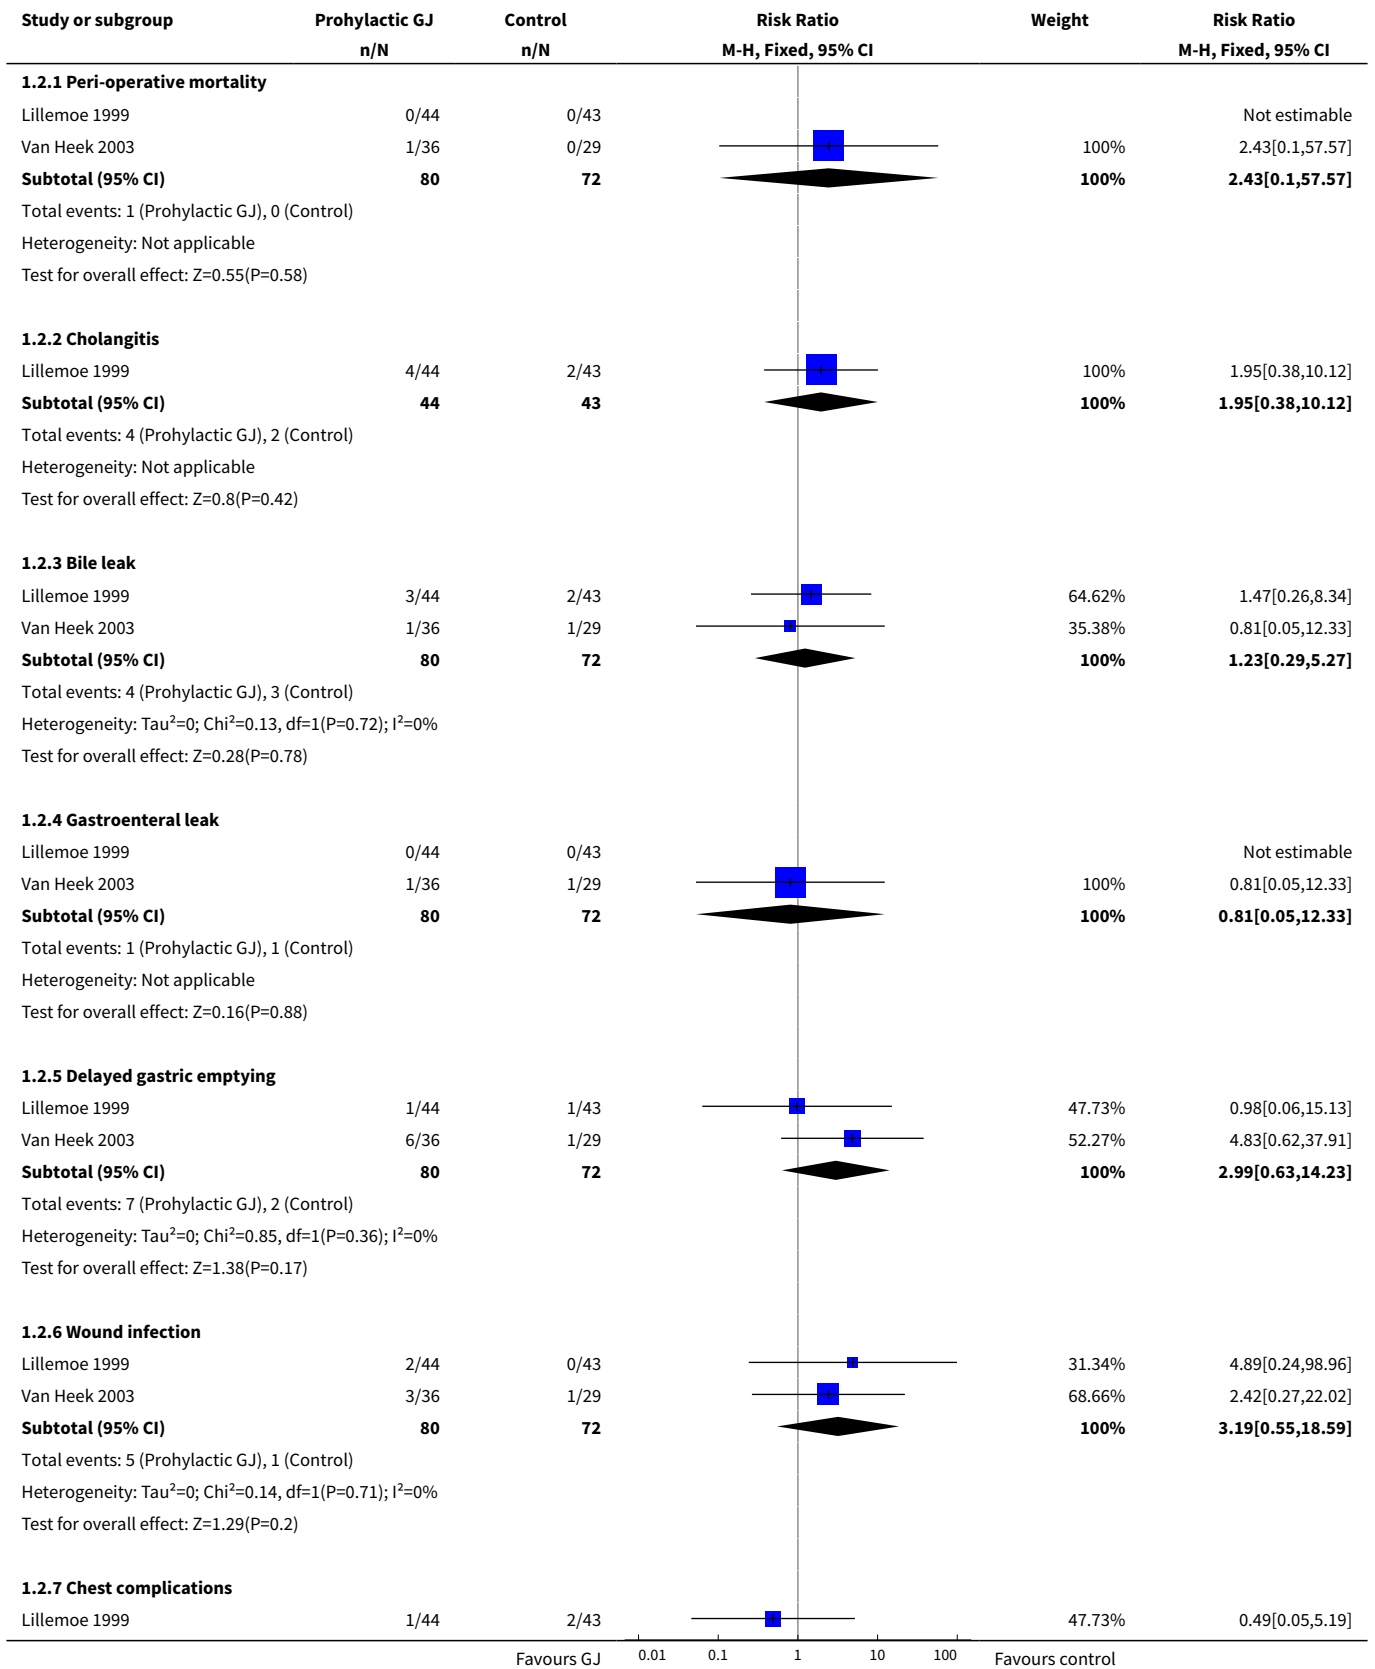 Study or subgroup Prohylactic GJ Control Risk Ratio Weight Risk Ratio
n/N n/N M-H, Fixed, 95% CI M-H, Fixed, 95% CI
1.2.1 Peri-operative mortality
Lillemoe 1999 0/44 0/43 Not estimable
Van Heek 2003 1/36 0/29 100% 2.43[0.1,57.57]
Subtotal (95% CI) 80 72 100% 2.43[0.1,57.57]
Total events: 1 (Prohylactic GJ), 0 (Control)
Heterogeneity: Not applicable
Test for overall effect: Z=0.55(P=0.58)
1.2.2 Cholangitis
Lillemoe 1999 4/44 2/43 100% 1.95[0.38,10.12]
Subtotal (95% CI) 44 43 100% 1.95[0.38,10.12]
Total events: 4 (Prohylactic GJ), 2 (Control)
Heterogeneity: Not applicable
Test for overall effect: Z=0.8(P=0.42)
1.2.3 Bile leak
Lillemoe 1999 3/44 2/43 64.62% 1.47[0.26,8.34]
Van Heek 2003 1/36 1/29 35.38% 0.81[0.05,12.33]
Subtotal (95% CI) 80 72 100% 1.23[0.29,5.27]
Total events: 4 (Prohylactic GJ), 3 (Control)
Heterogeneity: Tau²=0; Chi²=0.13, df=1(P=0.72); I²=0%
Test for overall effect: Z=0.28(P=0.78)
1.2.4 Gastroenteral leak
Lillemoe 1999 0/44 0/43 Not estimable
Van Heek 2003 1/36 1/29 100% 0.81[0.05,12.33]
Subtotal (95% CI) 80 72 100% 0.81[0.05,12.33]
Total events: 1 (Prohylactic GJ), 1 (Control)
Heterogeneity: Not applicable
Test for overall effect: Z=0.16(P=0.88)
1.2.5 Delayed gastric emptying
Lillemoe 1999 1/44 1/43 47.73% 0.98[0.06,15.13]
Van Heek 2003 6/36 1/29 52.27% 4.83[0.62,37.91]
Subtotal (95% CI) 80 72 100% 2.99[0.63,14.23]
Total events: 7 (Prohylactic GJ), 2 (Control)
Heterogeneity: Tau²=0; Chi²=0.85, df=1(P=0.36); I²=0%
Test for overall effect: Z=1.38(P=0.17)
1.2.6 Wound infection
Lillemoe 1999 2/44 0/43 31.34% 4.89[0.24,98.96]
Van Heek 2003 3/36 1/29 68.66% 2.42[0.27,22.02]
Subtotal (95% CI) 80 72 100% 3.19[0.55,18.59]
Total events: 5 (Prohylactic GJ), 1 (Control)
Heterogeneity: Tau²=0; Chi²=0.14, df=1(P=0.71); I²=0%
Test for overall effect: Z=1.29(P=0.2)
1.2.7 Chest complications
Lillemoe 1999 1/44 2/43 47.73% 0.49[0.05,5.19]
Favours GJ 0.01 0.1 1 10 100 Favours control